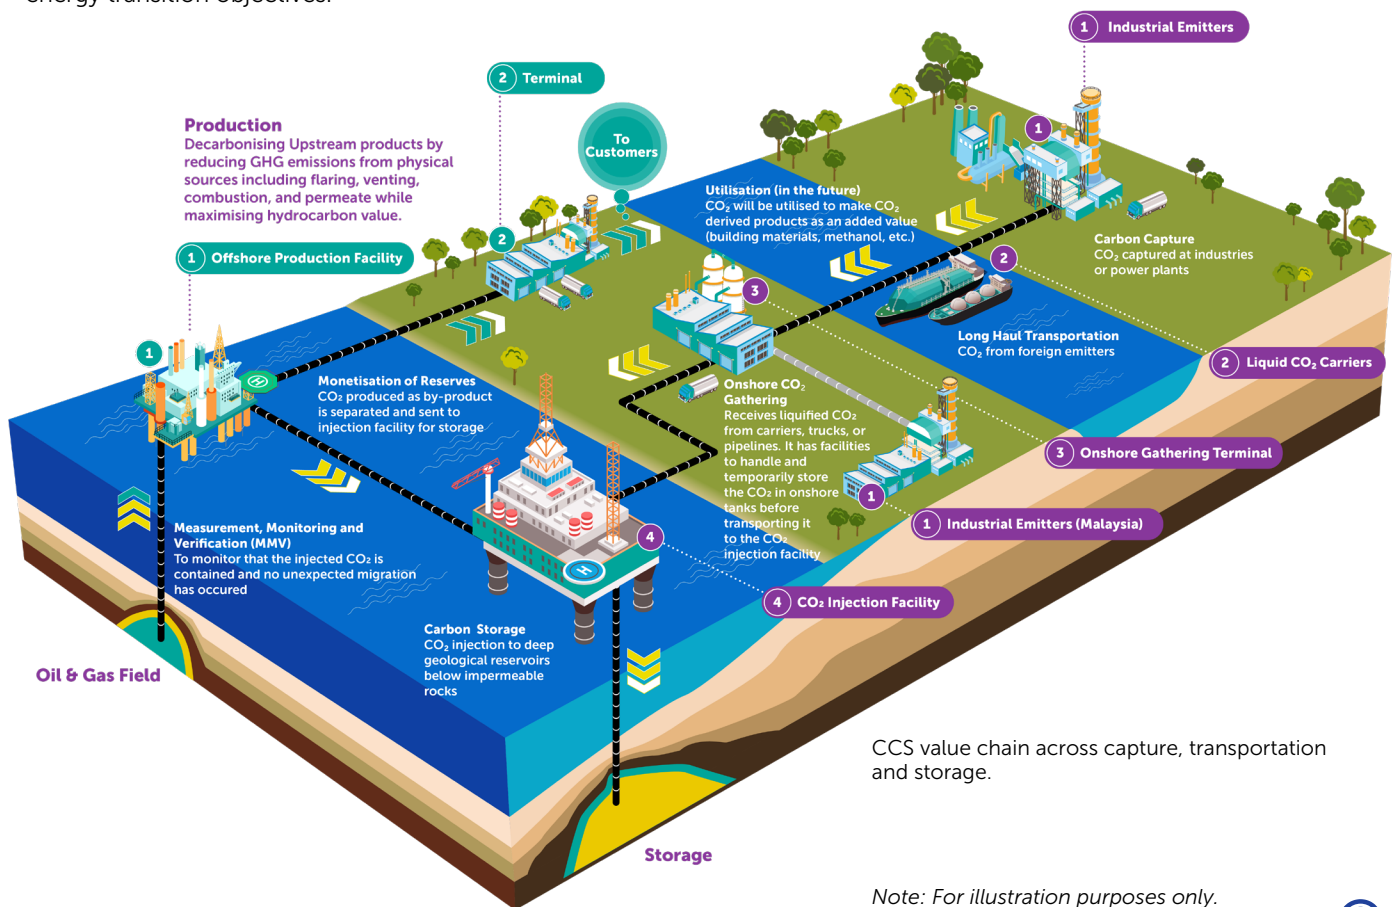 energy transition objectives.
1 Industrial Emitters
2 Terminal
Production
Decarbonising Upstream products by
reducing GHG emissions from physical
sources including flaring, venting,
combustion, and permeate while
maximising hydrocarbon value.
To
Customers
1
Utilisation (in the future)
CO₂ will be utilised to make CO₂
derived products as an added value
(building materials, methanol, etc.)
Carbon Capture
CO₂ captured at industries
or power plants
2
1 Offshore Production Facility
2
3
Long Haul Transportation
CO₂ from foreign emitters
1
H
2 Liquid CO₂ Carriers
Monetisation of Reserves
CO₂ produced as by-product
is separated and sent to
injection facility for storage
Onshore CO₂
Gathering
Receives liquified CO₂
from carriers, trucks, or
pipelines. It has facilities
to handle and
temporarily store
the CO₂ in onshore
tanks before
transporting it
to the CO₂
injection facility
3 Onshore Gathering Terminal
1
1 Industrial Emitters (Malaysia)
Measurement, Monitoring and
Verification (MMV)
To monitor that the injected CO₂ is
contained and no unexpected migration
has occured
4
H
4 CO₂ Injection Facility
Carbon Storage
CO₂ injection to deep
geological reservoirs
below impermeable
rocks
Oil & Gas Field
Storage
CCS value chain across capture, transportation
and storage.
Note: For illustration purposes only.